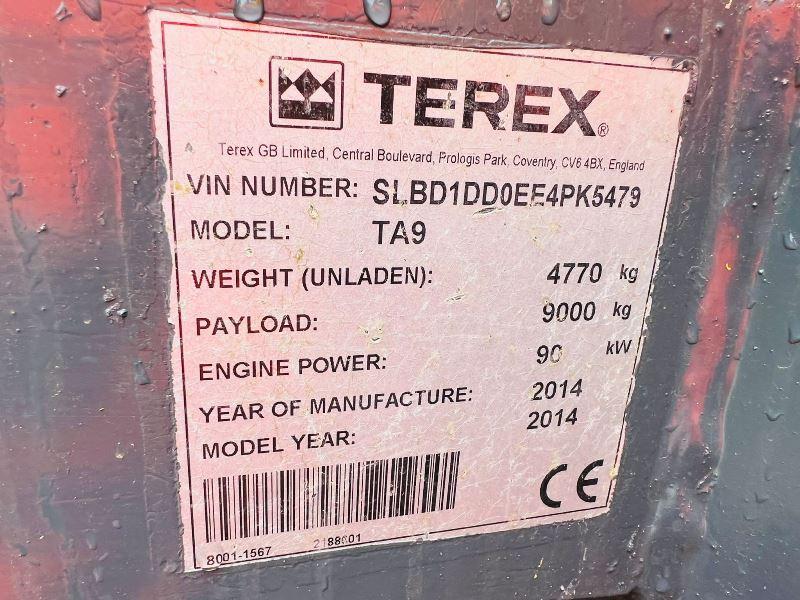 TEREX®
Terex GB Limited, Central Boulevard, Prologis Park, Coventry, CV6 4BX, England
VIN NUMBER: SLBD1DD0EE4PK5479
MODEL: TA9
WEIGHT (UNLADEN): 4770 kg
PAYLOAD: 9000 kg
ENGINE POWER: 90 kW
YEAR OF MANUFACTURE: 2014
MODEL YEAR: 2014
CE
8001-1567